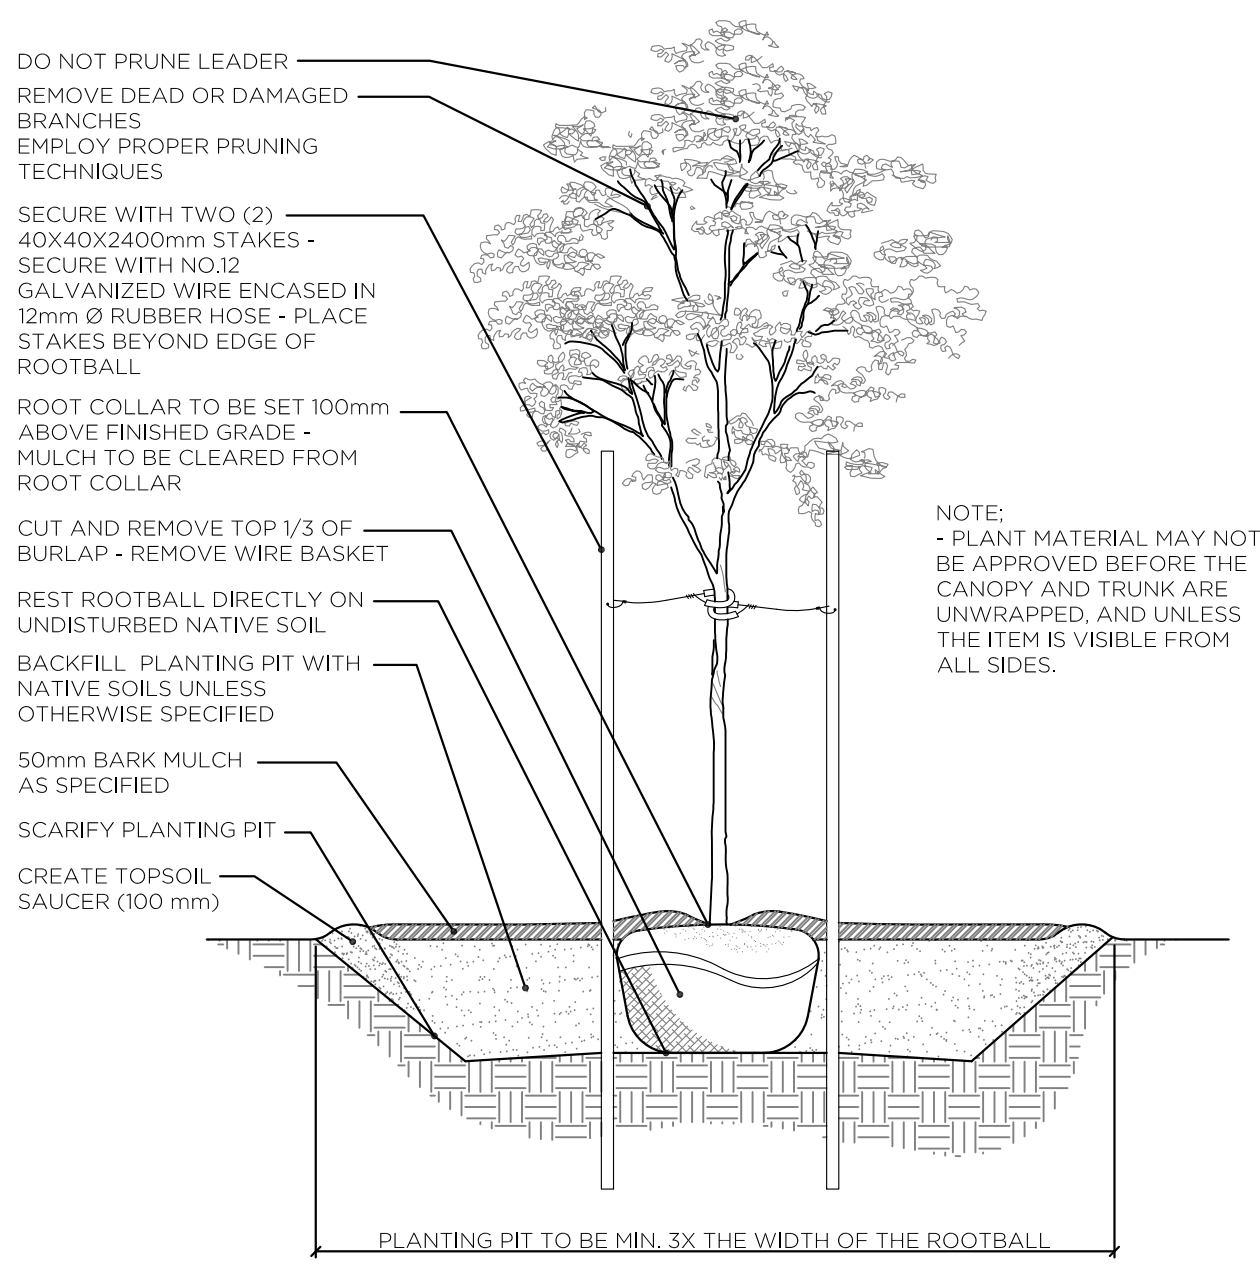 DO NOT PRUNE LEADER
REMOVE DEAD OR DAMAGED
BRANCHES
EMPLOY PROPER PRUNING
TECHNIQUES
SECURE WITH TWO (2)
40X40X2400mm STAKES -
SECURE WITH NO.12
GALVANIZED WIRE ENCASED IN
12mm Ø RUBBER HOSE - PLACE
STAKES BEYOND EDGE OF
ROOTBALL
ROOT COLLAR TO BE SET 100mm
ABOVE FINISHED GRADE -
MULCH TO BE CLEARED FROM
ROOT COLLAR
CUT AND REMOVE TOP 1/3 OF
BURLAP - REMOVE WIRE BASKET
REST ROOTBALL DIRECTLY ON
UNDISTURBED NATIVE SOIL
BACKFILL PLANTING PIT WITH
NATIVE SOILS UNLESS
OTHERWISE SPECIFIED
50mm BARK MULCH
AS SPECIFIED
SCARIFY PLANTING PIT
CREATE TOPSOIL
SAUCER (100 mm)
NOTE;
- PLANT MATERIAL MAY NOT
BE APPROVED BEFORE THE
CANOPY AND TRUNK ARE
UNWRAPPED, AND UNLESS
THE ITEM IS VISIBLE FROM
ALL SIDES.
PLANTING PIT TO BE MIN. 3X THE WIDTH OF THE ROOTBALL